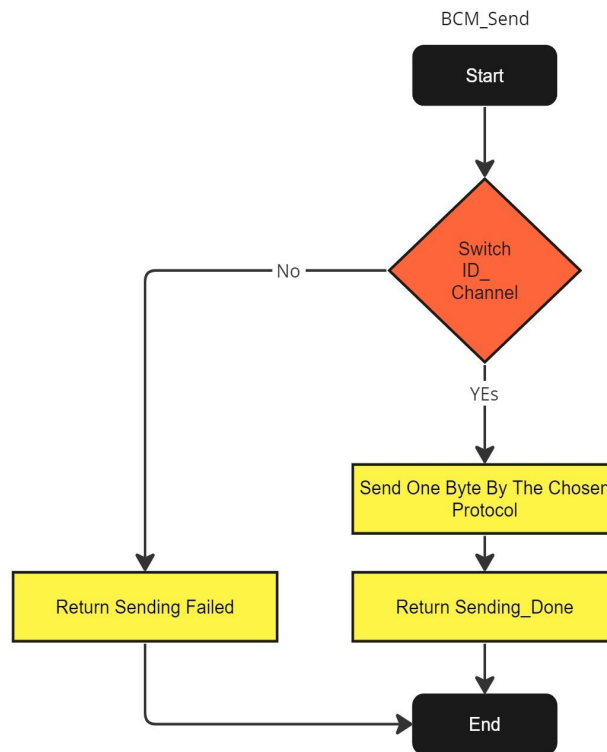 BCM_Send
Start
Switch
ID_
Channel
No
YEs
Send One Byte By The Chosen
Protocol
Return Sending Failed
Return Sending_Done
End